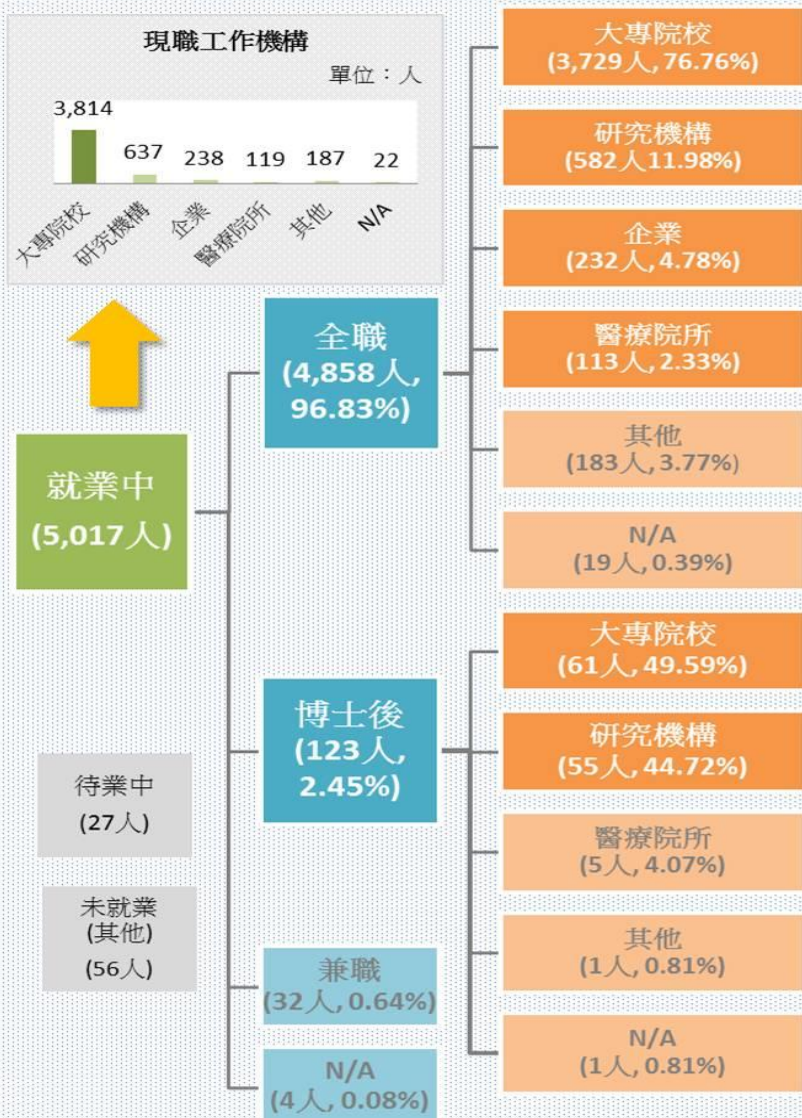 現職工作機構
單位：人
3,814
637
238
119
187
22
大專院校
研究機構
企業
醫療院所
其他
N/A
就業中
(5,017人)
待業中
(27人)
未就業
(其他)
(56人)
全職
(4,858人,
96.83%)
博士後
(123人,
2.45%)
兼職
(32人, 0.64%)
N/A
(4人, 0.08%)
大專院校
(3,729人, 76.76%)
研究機構
(582人11.98%)
企業
(232人, 4.78%)
醫療院所
(113人, 2.33%)
其他
(183人, 3.77%)
N/A
(19人, 0.39%)
大專院校
(61人, 49.59%)
研究機構
(55人, 44.72%)
醫療院所
(5人, 4.07%)
其他
(1人, 0.81%)
N/A
(1人, 0.81%)